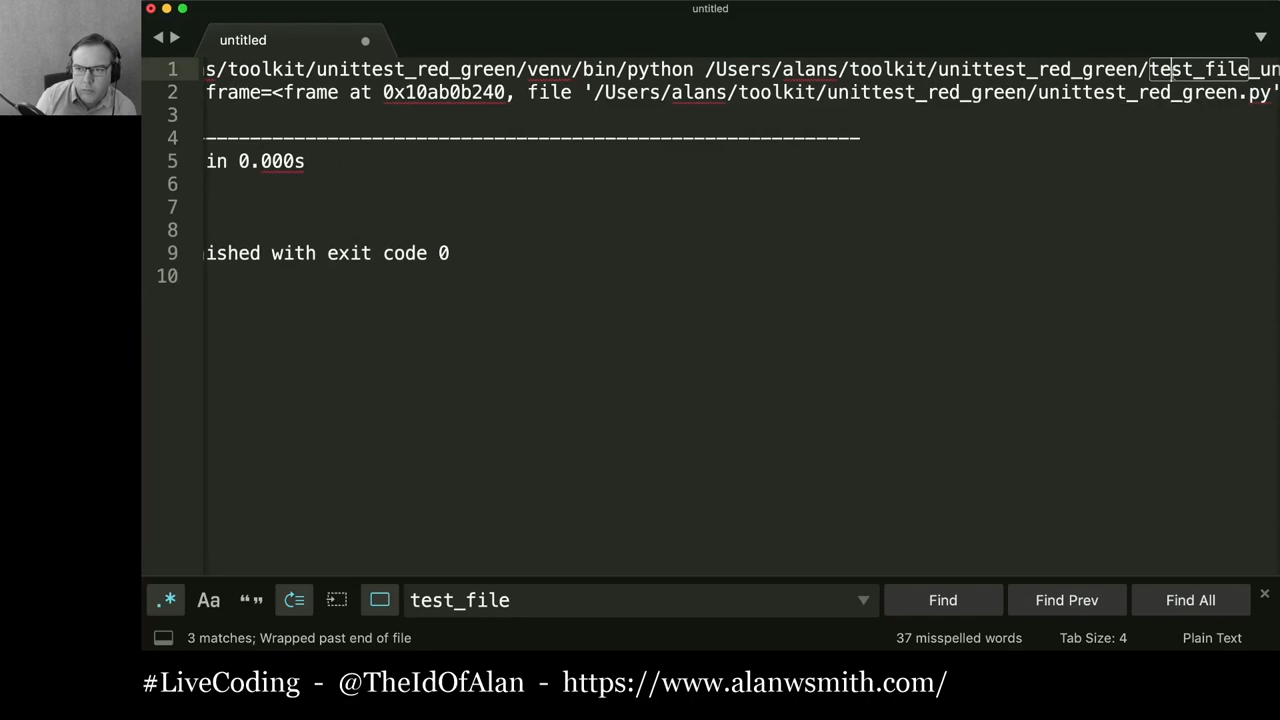 untitled
untitled
1 s/toolkit/unittest_red_green/venv/bin/python /Users/alans/toolkit/unittest_red_green/test_file_un
2 frame=<frame at 0x10ab0b240, file '/Users/alans/toolkit/unittest_red_green/unittest_red_green.py'
3
4 -----------------------------------------------------------
5 in 0.000s
6
7
8
9 ished with exit code 0
10
.* Aa “ ” test_file Find Find Prev Find All
3 matches; Wrapped past end of file 37 misspelled words Tab Size: 4 Plain Text
#LiveCoding - @TheIdOfAlan - https://www.alanwsmith.com/